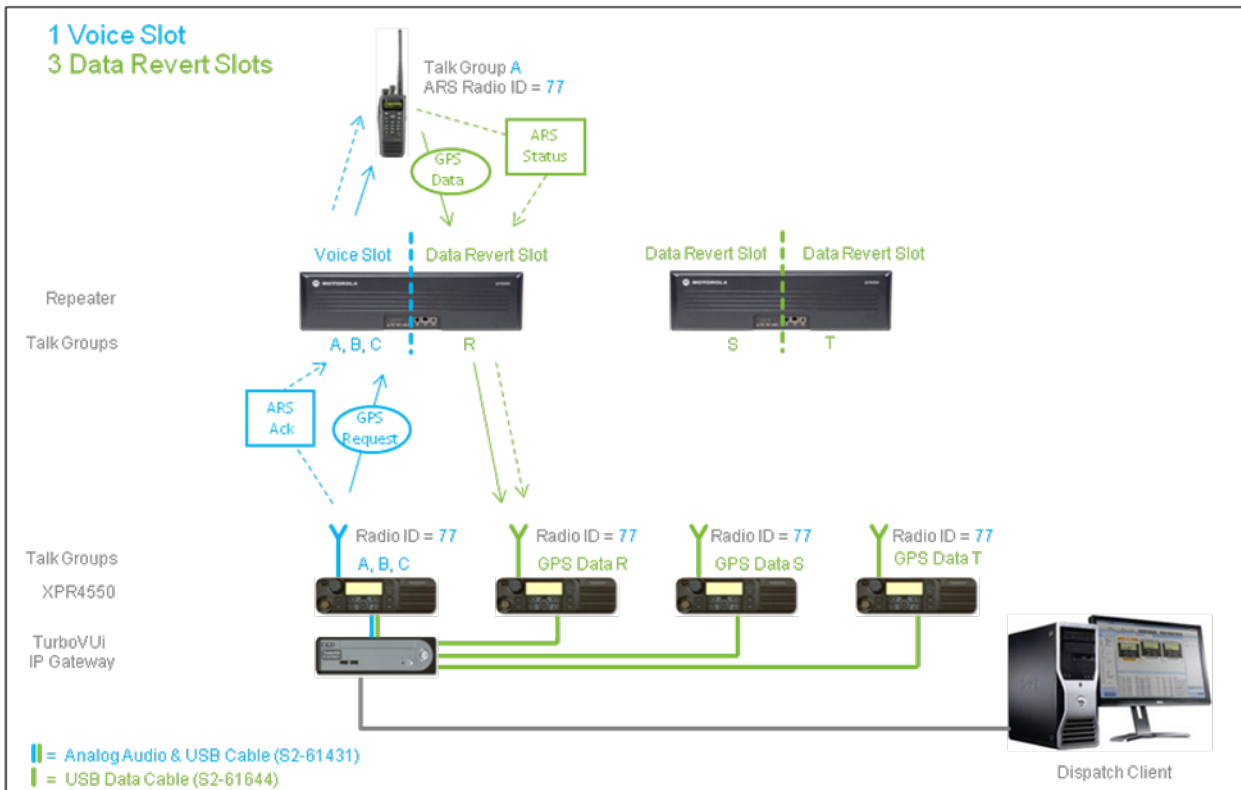 1 Voice Slot
3 Data Revert Slots
Talk Group A
ARS Radio ID = 77
ARS
Status
GPS
Data
Voice Slot
Data Revert Slot
Data Revert Slot
Data Revert Slot
MOTOROLA
MOTOROLA
Repeater
Talk Groups
A, B, C
R
S
T
ARS
Ack
GPS
Request
Radio ID = 77
Radio ID = 77
Radio ID = 77
Radio ID = 77
Talk Groups
A, B, C
GPS Data R
GPS Data S
GPS Data T
XPR4550
TurboVUi
IP Gateway
= Analog Audio & USB Cable (S2-61431)
= USB Data Cable (S2-61644)
Dispatch Client